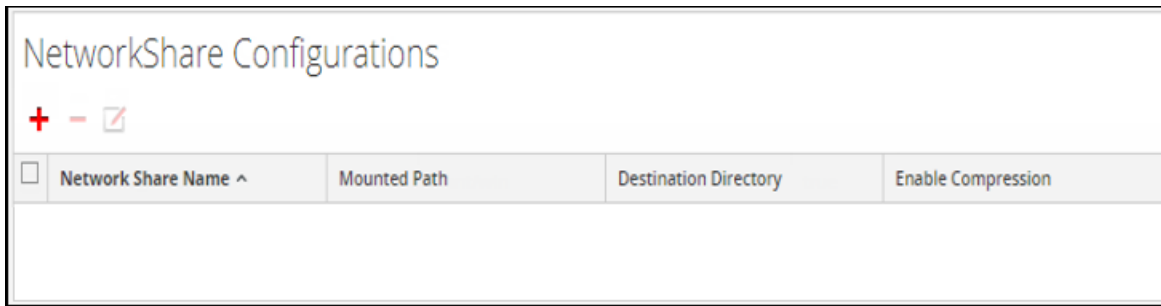 NetworkShare Configurations
Network Share Name Mounted Path Destination Directory Enable Compression